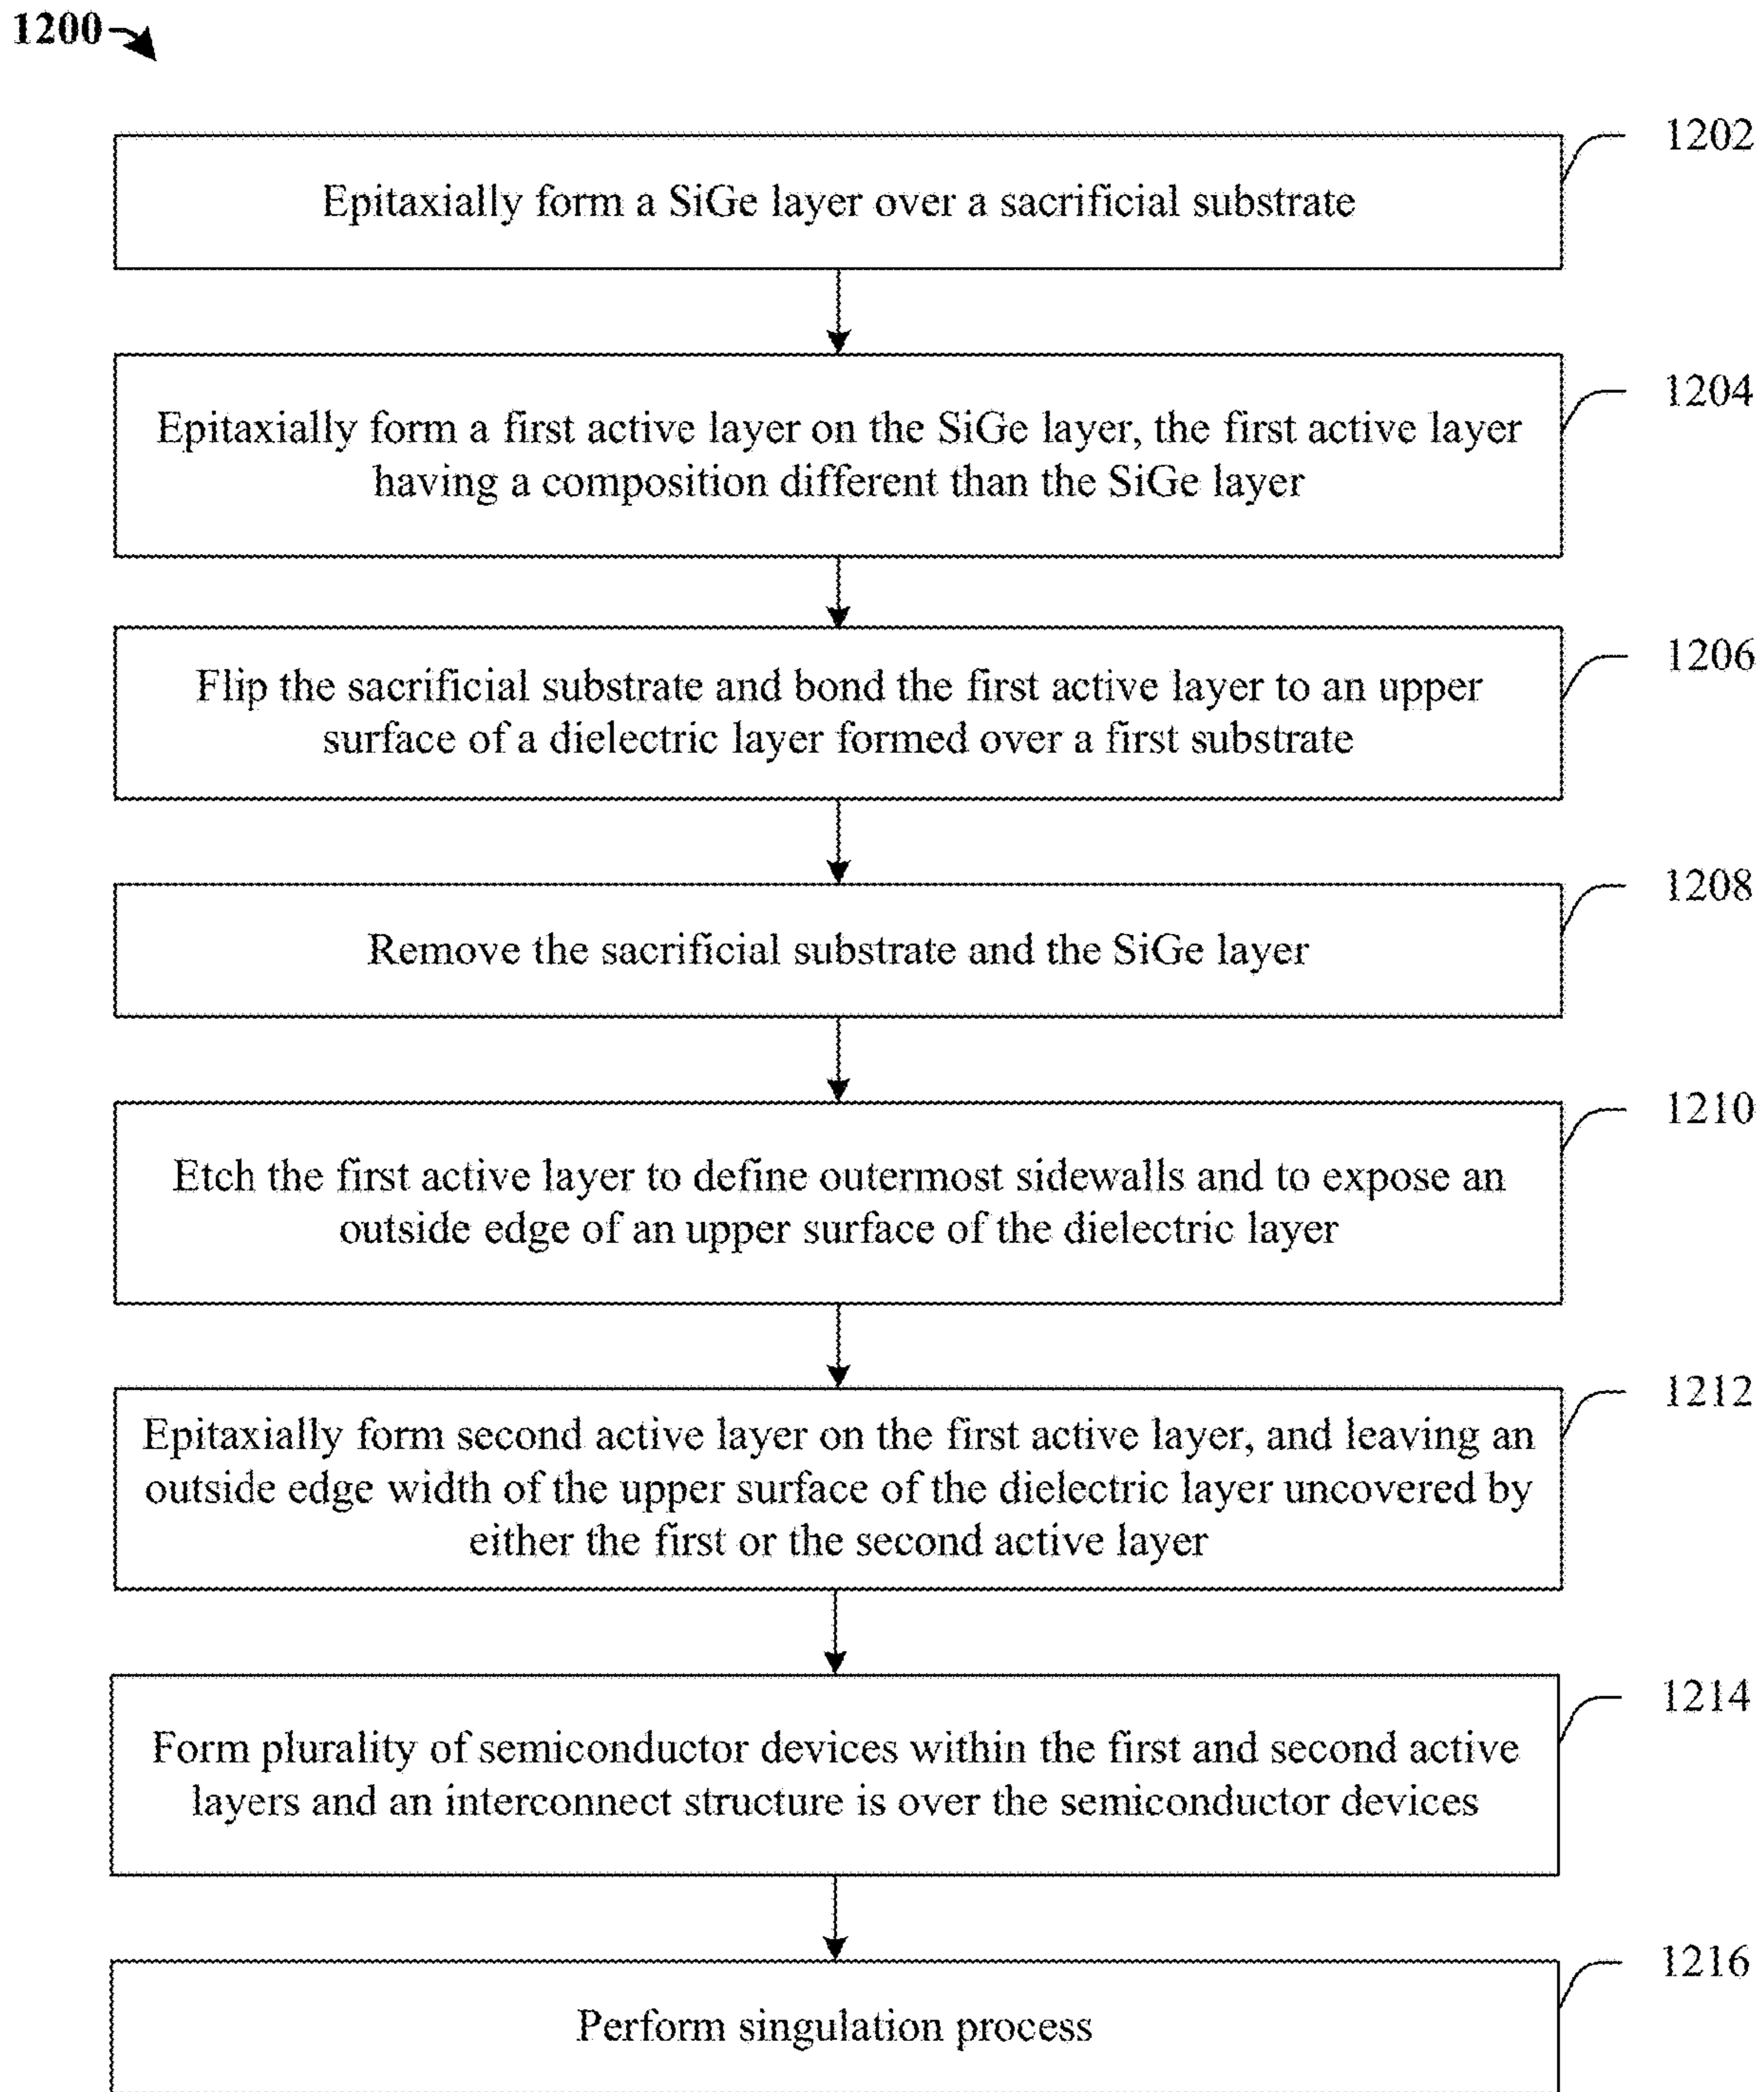 1200
1202
Epitaxially form a SiGe layer over a sacrificial substrate
1204
Epitaxially form a first active layer on the SiGe layer, the first active layer
having a composition different than the SiGe layer
1206
Flip the sacrificial substrate and bond the first active layer to an upper
surface of a dielectric layer formed over a first substrate
1208
Remove the sacrificial substrate and the SiGe layer
1210
Etch the first active layer to define outermost sidewalls and to expose an
outside edge of an upper surface of the dielectric layer
1212
Epitaxially form second active layer on the first active layer, and leaving an
outside edge width of the upper surface of the dielectric layer uncovered by
either the first or the second active layer
1214
Form plurality of semiconductor devices within the first and second active
layers and an interconnect structure is over the semiconductor devices
1216
Perform singulation process